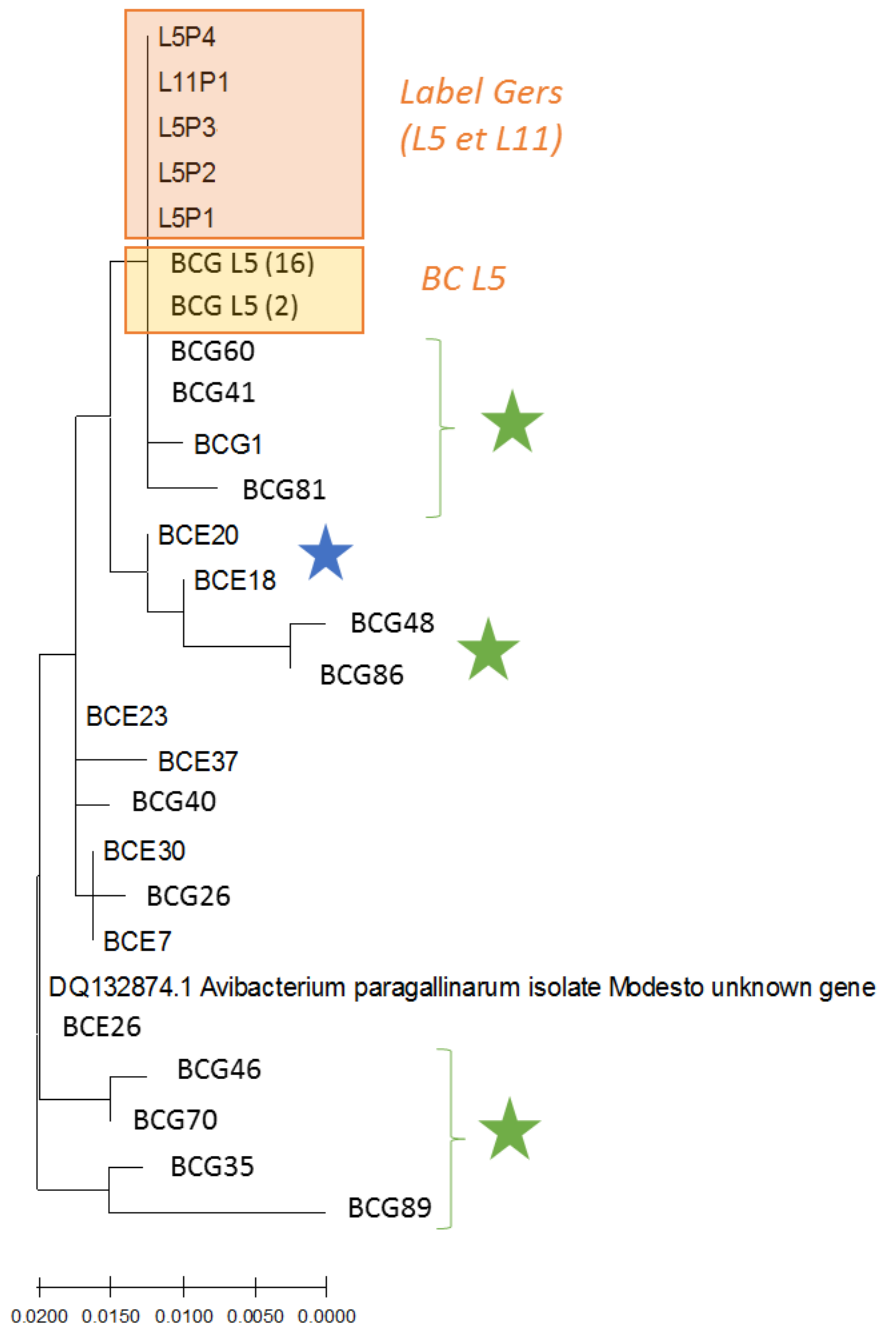 L5P4
L11P1
L5P3
L5P2
L5P1
Label Gers
(L5 et L11)
BCG L5 (16)
BCG L5 (2)
BC L5
BCG60
BCG41
BCG1
BCG81
BCE20
BCE18
BCG48
BCG86
BCE23
BCE37
BCG40
BCE30
BCG26
BCE7
DQ132874.1 Avibacterium paragallinarum isolate Modesto unknown gene
BCE26
BCG46
BCG70
BCG35
BCG89
0.0200 0.0150 0.0100 0.0050 0.0000